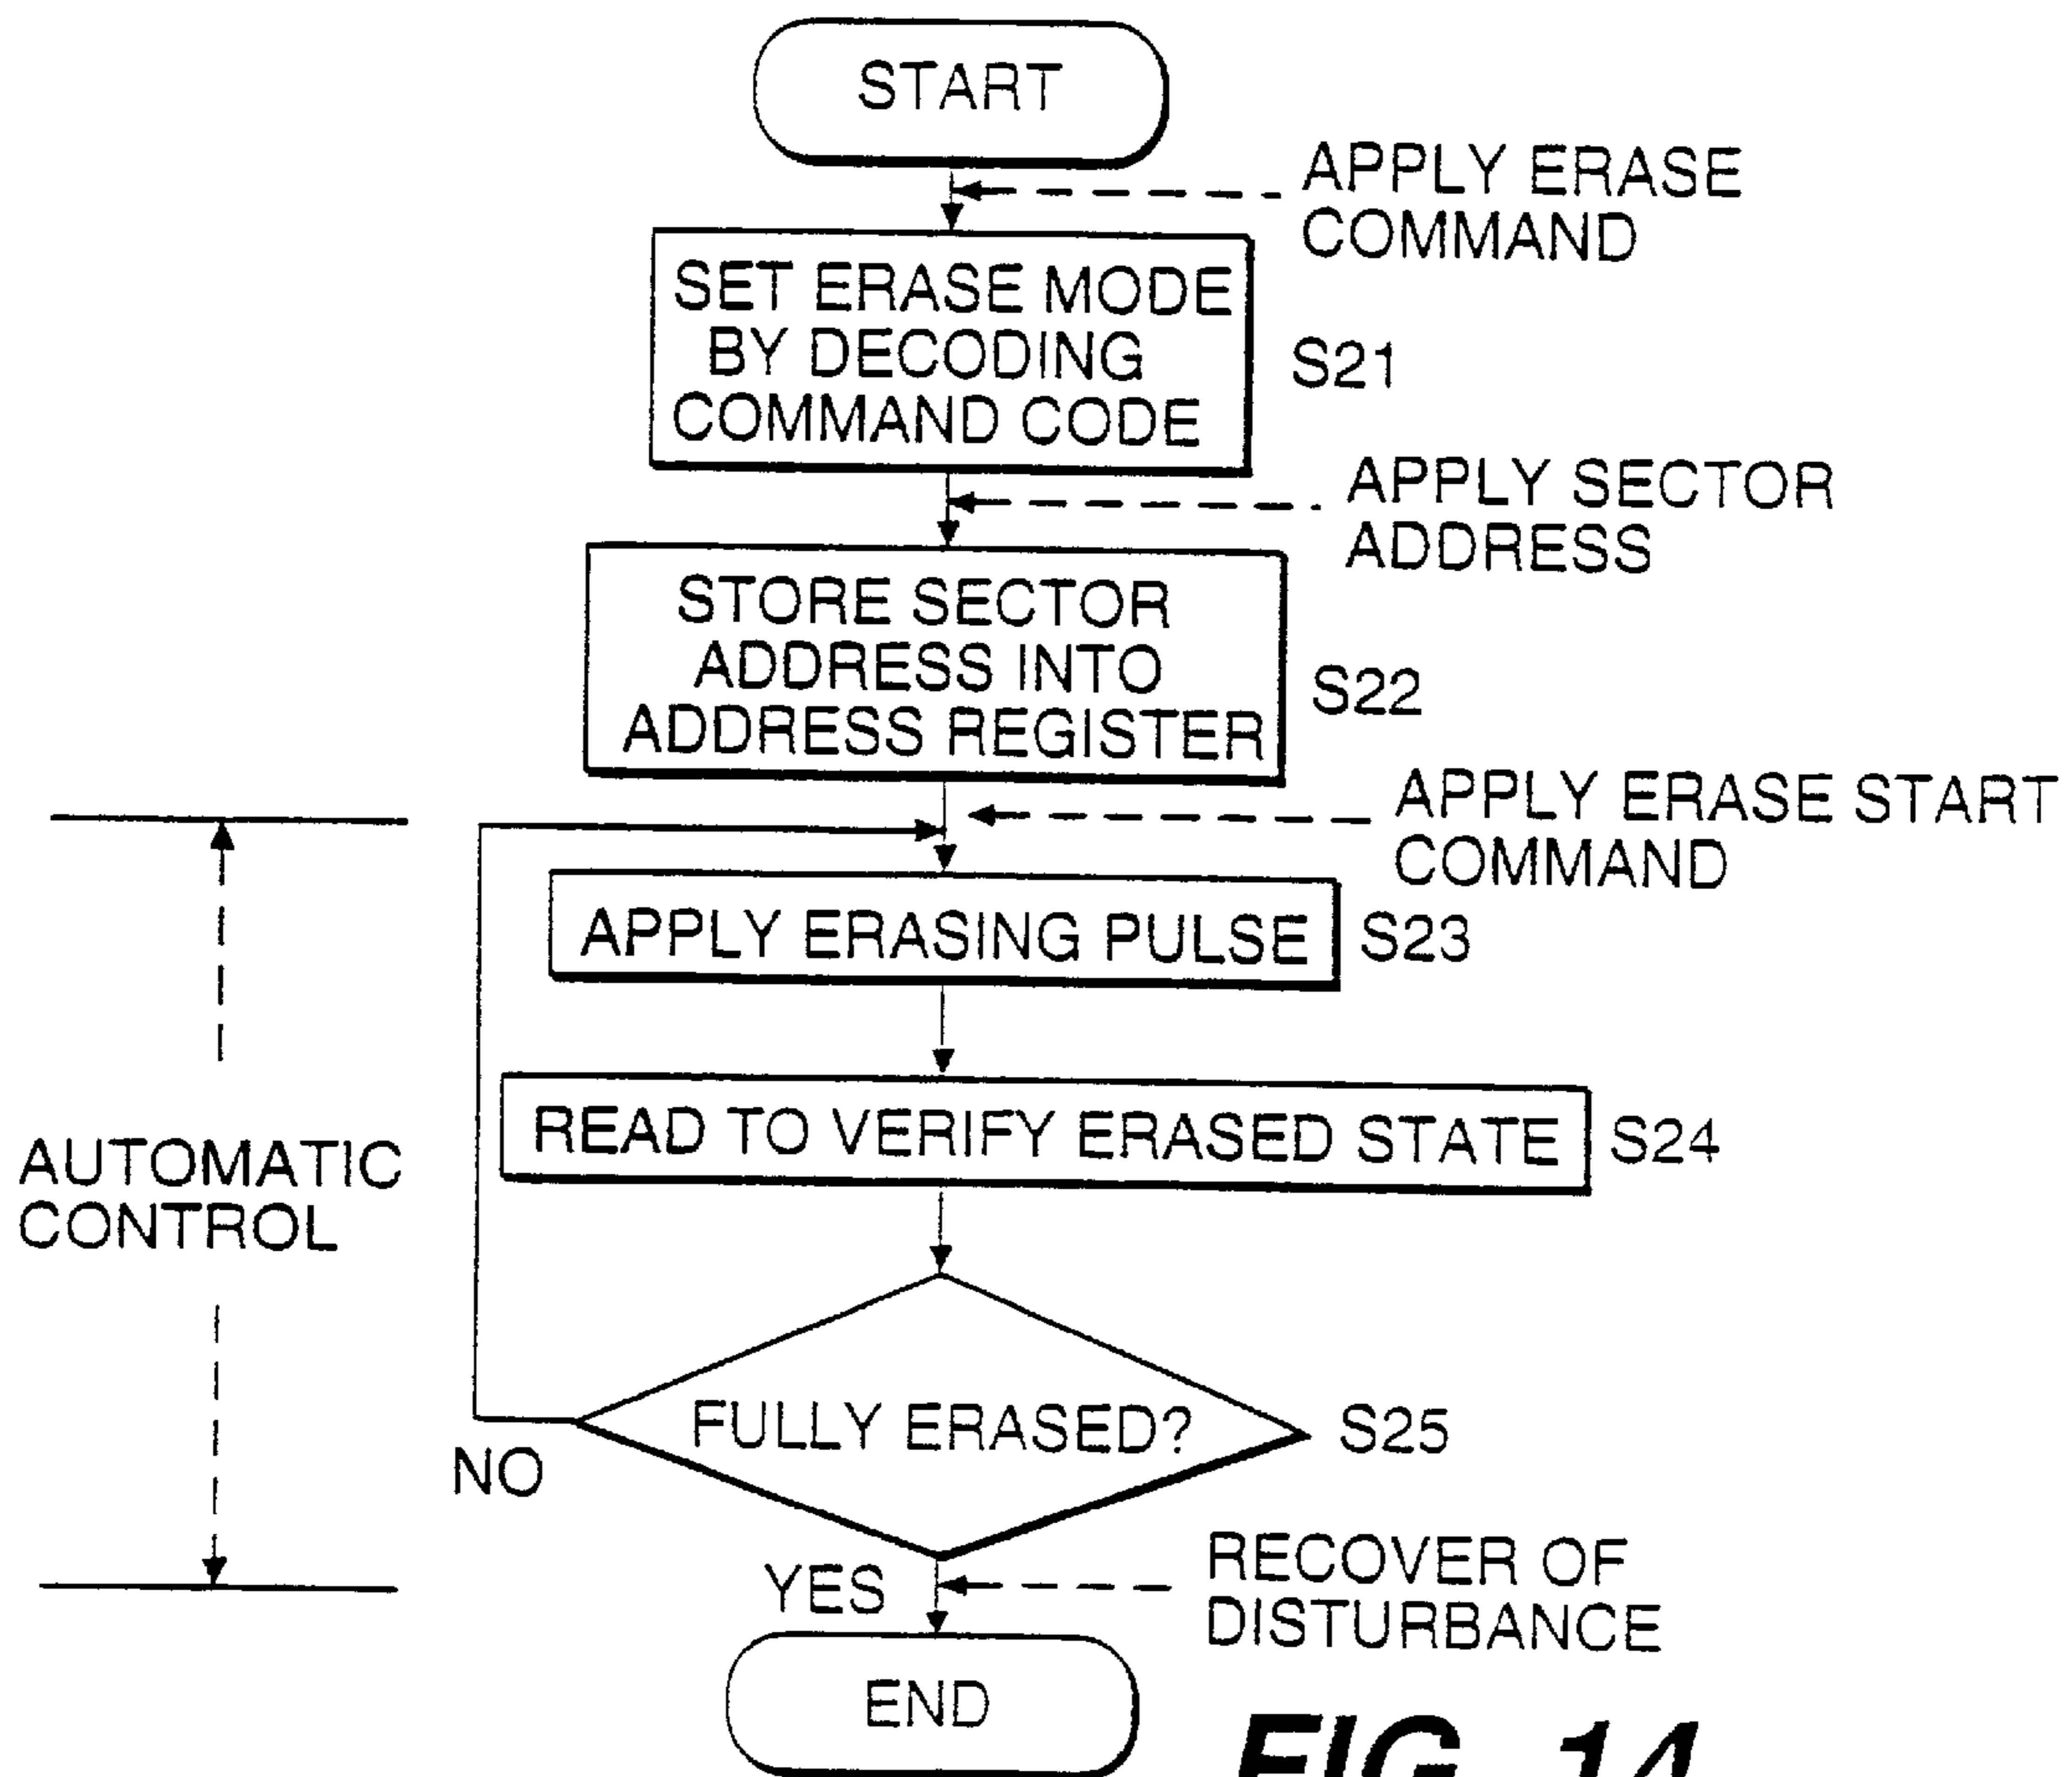 START
APPLY ERASE
COMMAND
SET ERASE MODE
BY DECODING
COMMAND CODE
S21
APPLY SECTOR
ADDRESS
STORE SECTOR
ADDRESS INTO
ADDRESS REGISTER
S22
APPLY ERASE START
COMMAND
APPLY ERASING PULSE
S23
READ TO VERIFY ERASED STATE
S24
AUTOMATIC
CONTROL
FULLY ERASED?
S25
NO
YES
RECOVER OF
DISTURBANCE
END
FIG. 14